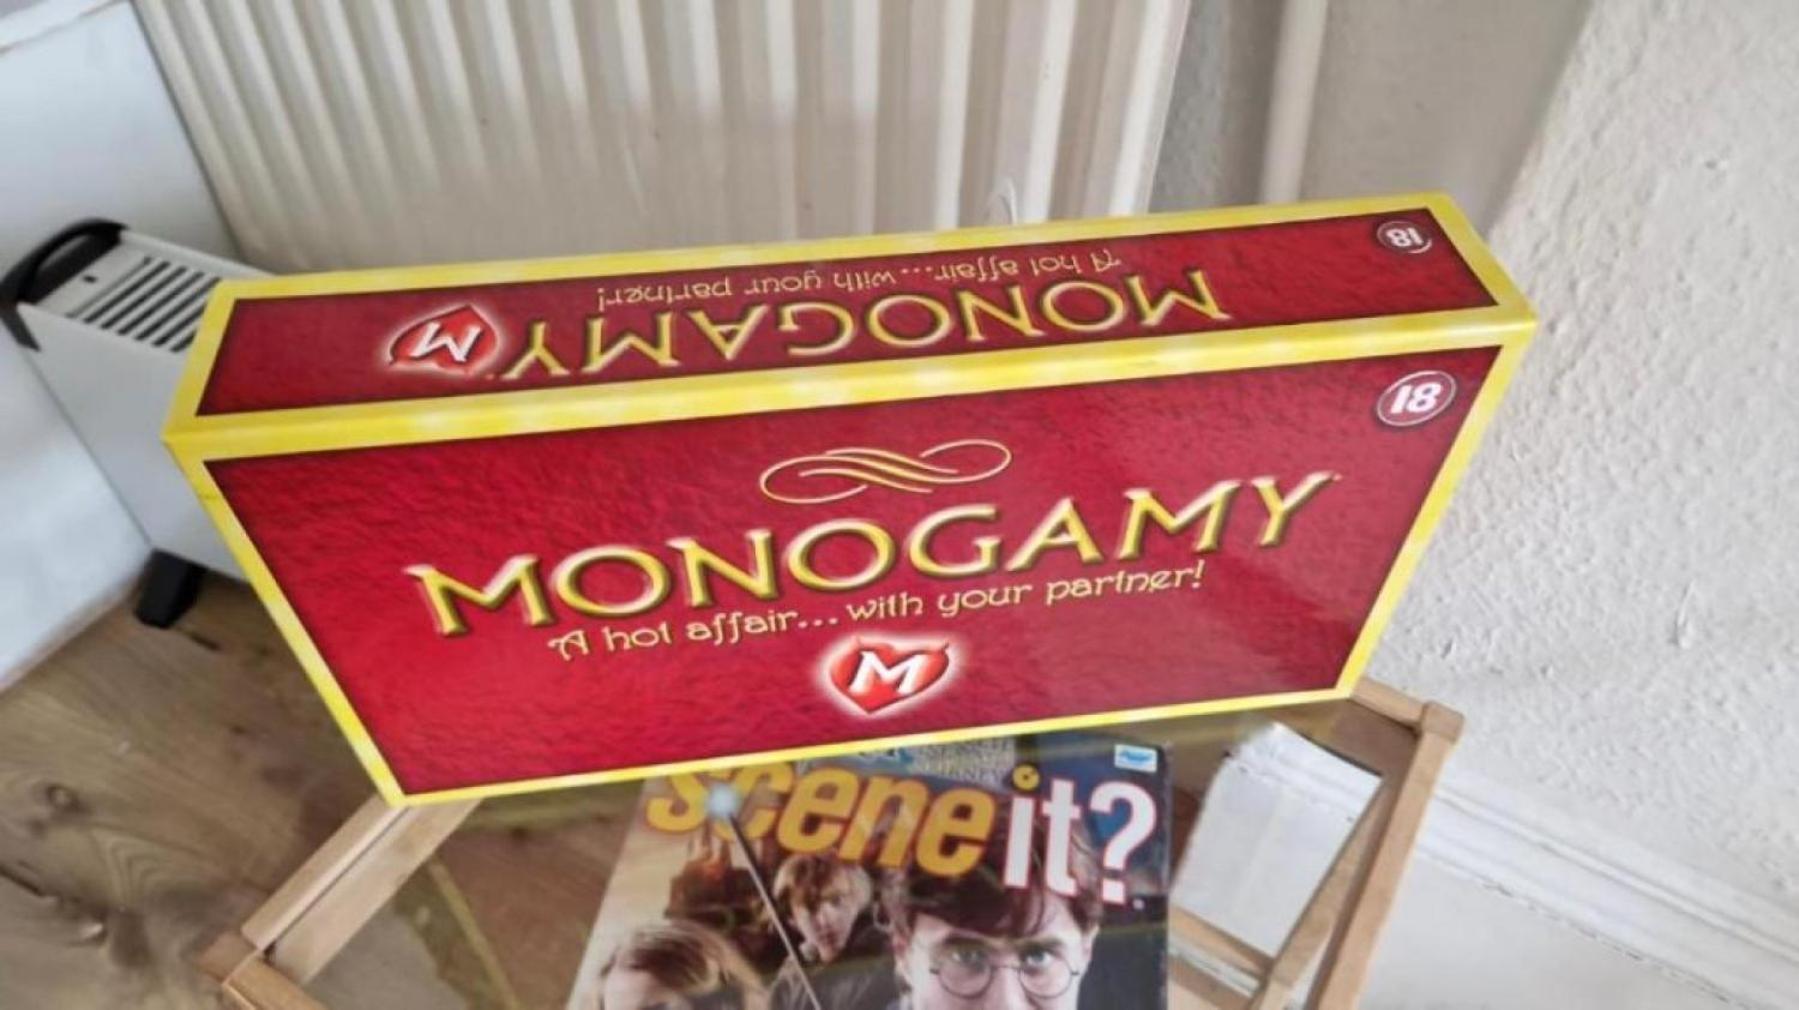 18
A hot affair... with your partner!
MONOGAMY
M
18
MONOGAMY
A hot affair... with your partner!
M
scene it?